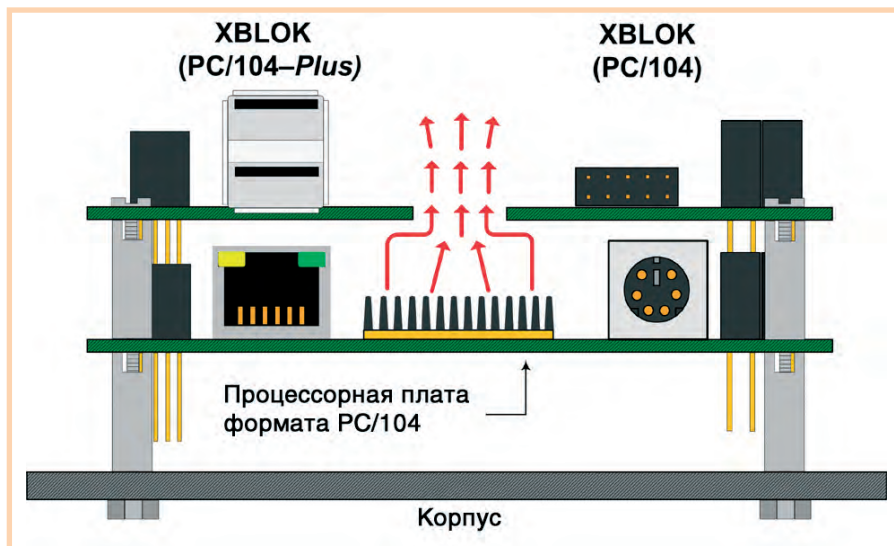 XBLOK
(PC/104–Plus)
XBLOK
(PC/104)
Процессорная плата
формата PC/104
Корпус